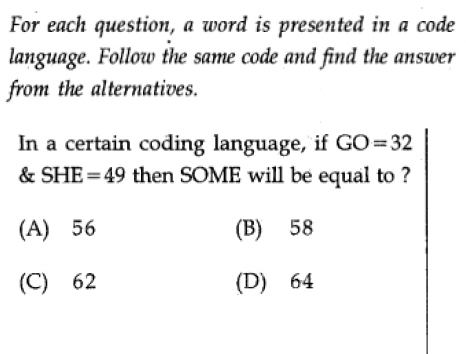 For each question, a word is presented in a code
language. Follow the same code and find the answer
from the alternatives.
In a certain coding language, if GO=32
& SHE=49 then SOME will be equal to ?
(A) 56 (B) 58
(C) 62 (D) 64